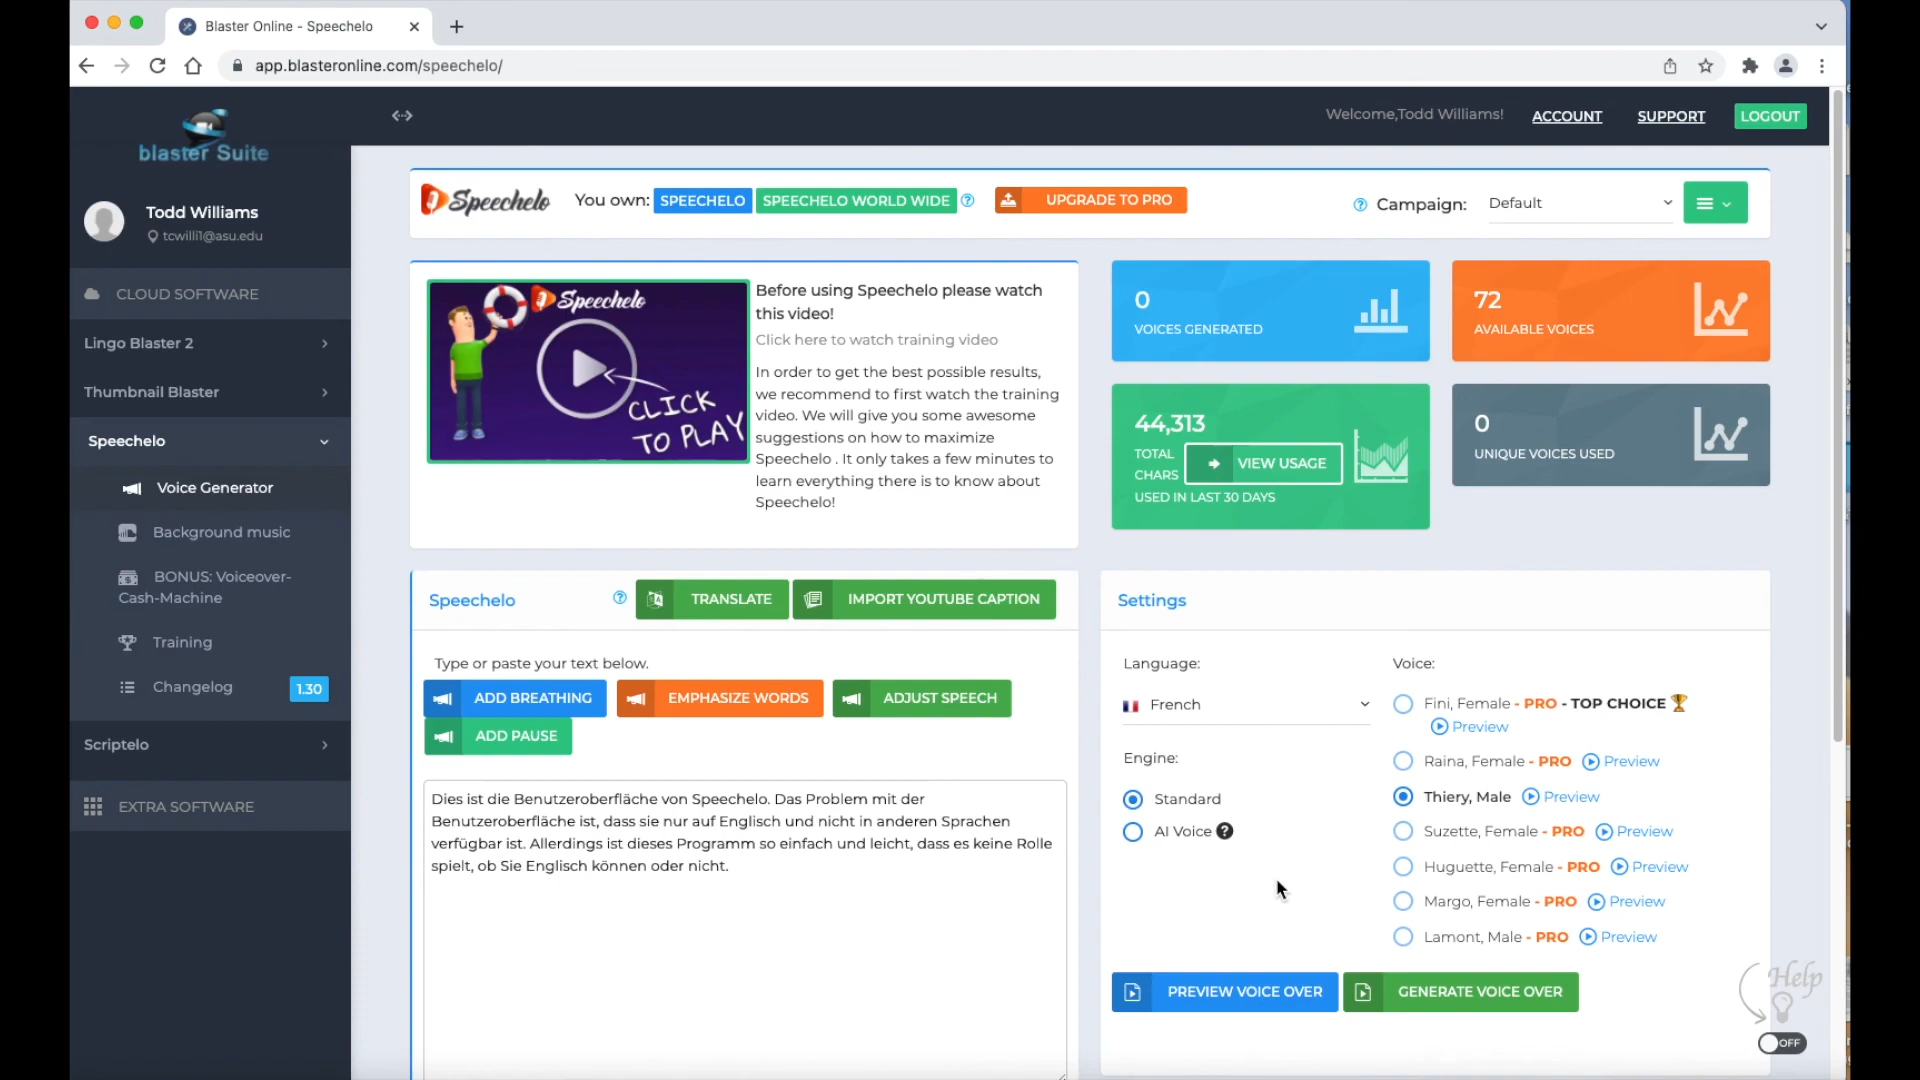 Blaster Online - Speechelo
app.blasteronline.com/speechelo/
blaster Suite
Welcome,Todd Williams!
ACCOUNT
SUPPORT
LOGOUT
Todd Williams
tcwilli1@asu.edu
CLOUD SOFTWARE
Lingo Blaster 2
Thumbnail Blaster
Speechelo
Voice Generator
Background music
BONUS: Voiceover-
Cash-Machine
Training
Changelog 1.30
Scriptelo
EXTRA SOFTWARE
Speechelo
You own: SPEECHELO SPEECHELO WORLD WIDE
UPGRADE TO PRO
Campaign: Default
Speechelo
CLICK
TO PLAY
Before using Speechelo please watch
this video!
Click here to watch training video
In order to get the best possible results,
we recommend to first watch the training
video. We will give you some awesome
suggestions on how to maximize
Speechelo . It only takes a few minutes to
learn everything there is to know about
Speechelo!
0
VOICES GENERATED
72
AVAILABLE VOICES
44,313
TOTAL
CHARS
VIEW USAGE
USED IN LAST 30 DAYS
0
UNIQUE VOICES USED
Speechelo
TRANSLATE
IMPORT YOUTUBE CAPTION
Type or paste your text below.
ADD BREATHING
EMPHASIZE WORDS
ADJUST SPEECH
ADD PAUSE
Dies ist die Benutzeroberfläche von Speechelo. Das Problem mit der
Benutzeroberfläche ist, dass sie nur auf Englisch und nicht in anderen Sprachen
verfügbar ist. Allerdings ist dieses Programm so einfach und leicht, dass es keine Rolle
spielt, ob Sie Englisch können oder nicht.
Settings
Language:
French
Engine:
Standard
AI Voice
Voice:
Fini, Female - PRO - TOP CHOICE
Preview
Raina, Female - PRO Preview
Thiery, Male Preview
Suzette, Female - PRO Preview
Huguette, Female - PRO Preview
Margo, Female - PRO Preview
Lamont, Male - PRO Preview
PREVIEW VOICE OVER
GENERATE VOICE OVER
Help
OFF